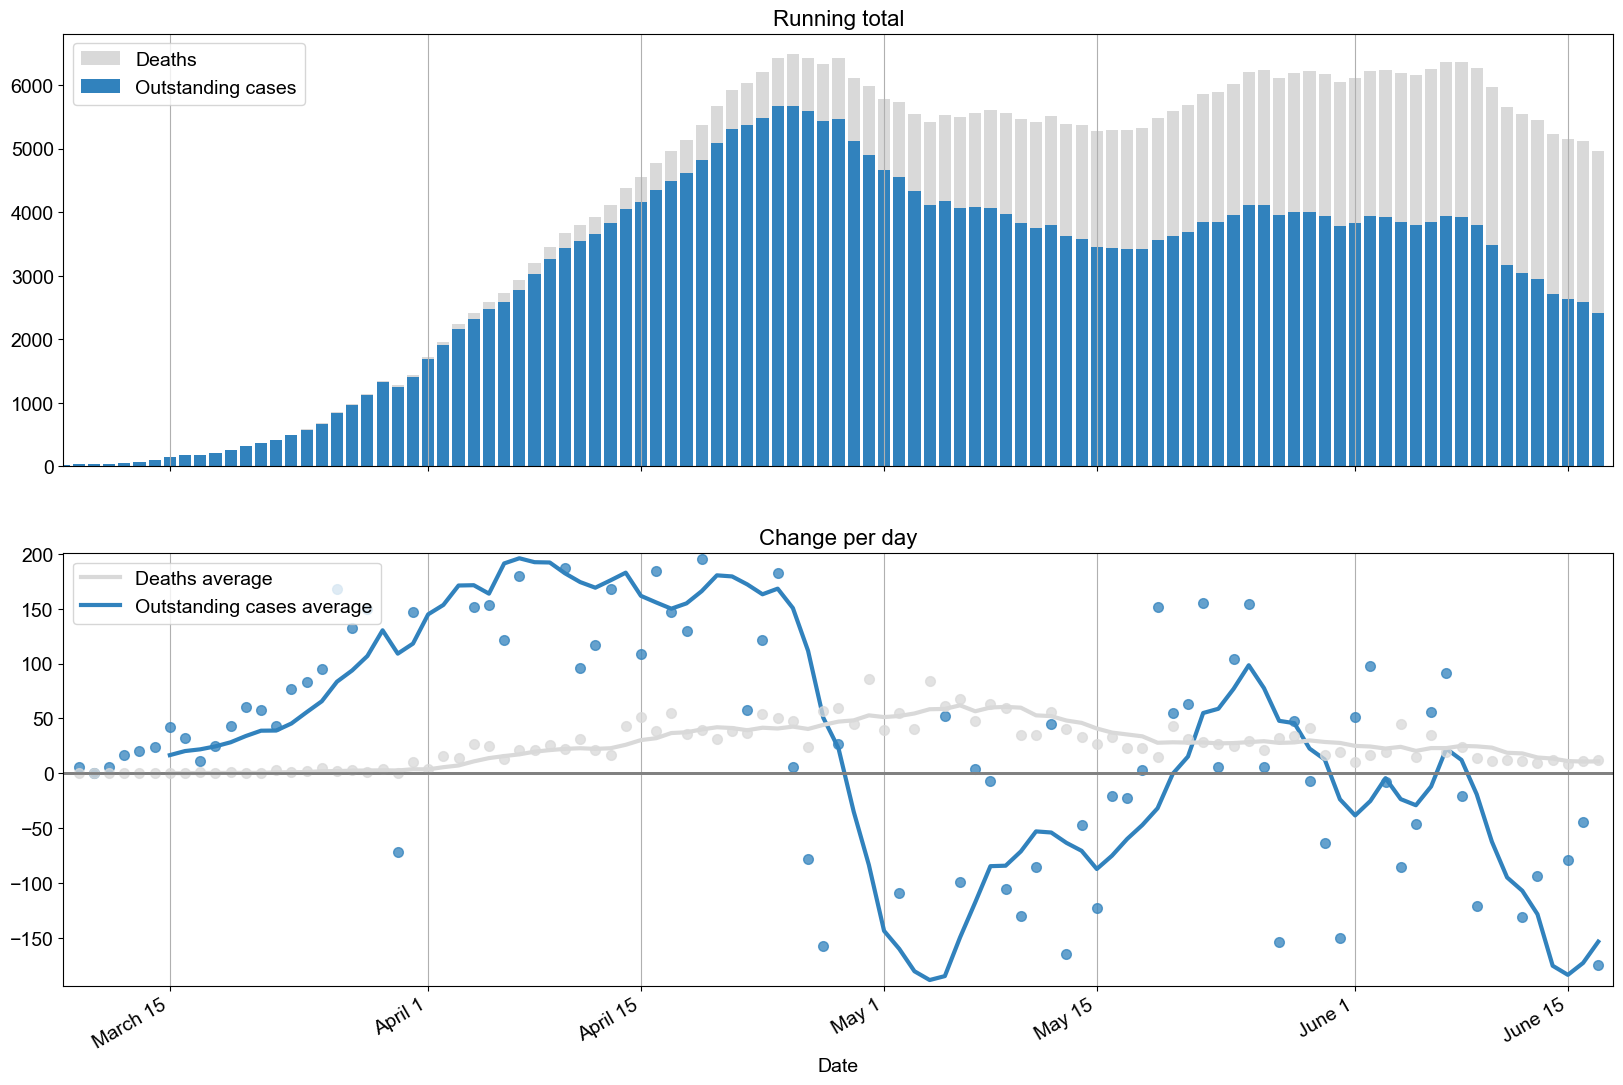 Running total
Deaths
Outstanding cases
6000
5000
4000
3000
2000
1000
0
Change per day
Deaths average
Outstanding cases average
200
150
100
50
0
−50
−100
−150
March 15
April 1
April 15
May 1
May 15
June 1
June 15
Date